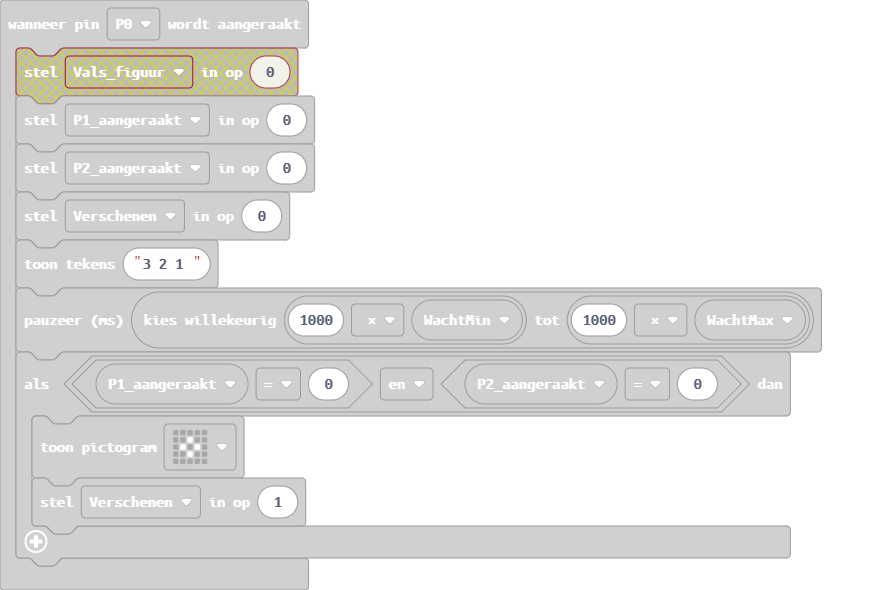 wanneer pin P0 wordt aangeraakt
stel Vals_figuur in op 0
stel P1_aangeraakt in op 0
stel P2_aangeraakt in op 0
stel Verschenen in op 0
toon tekens "3 2 1 "
pauzeer (ms) kies willekeurig 1000 x WachtMin tot 1000 x WachtMax
als P1_aangeraakt = 0 en P2_aangeraakt = 0 dan
toon pictogram
stel Verschenen in op 1